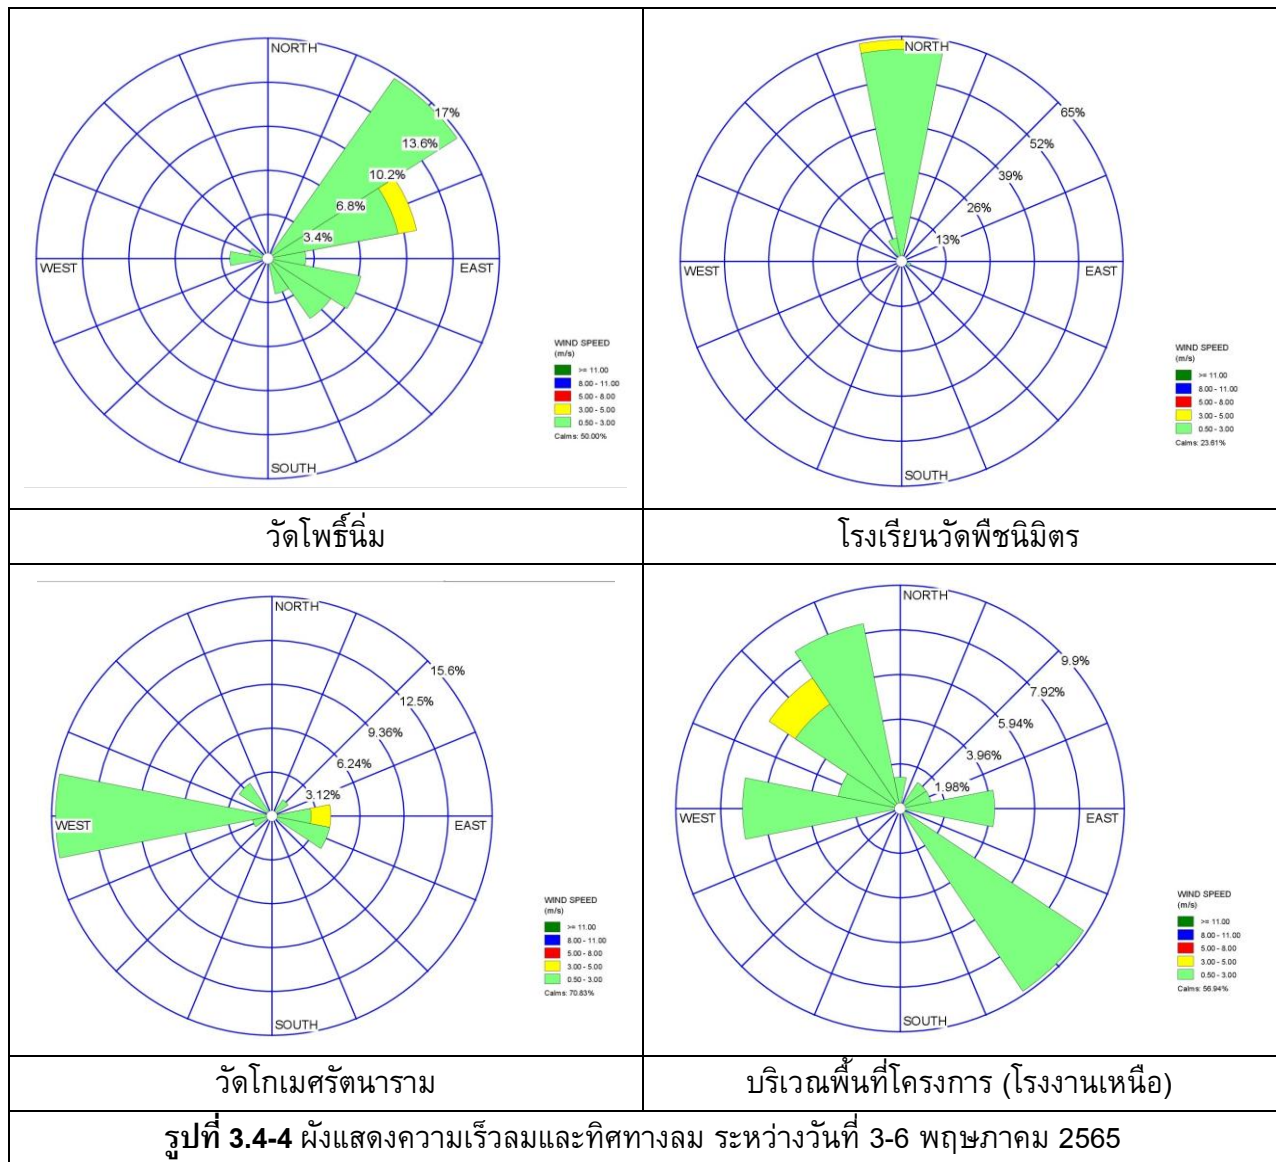 NORTH
17%
13.6%
10.2%
6.8%
3.4%
WEST
EAST
SOUTH
WIND SPEED
(m/s)
>= 11.00
8.00 - 11.00
5.00 - 8.00
3.00 - 5.00
0.50 - 3.00
Calms: 50.00%
NORTH
65%
52%
39%
26%
13%
WEST
EAST
SOUTH
WIND SPEED
(m/s)
>= 11.00
8.00 - 11.00
5.00 - 8.00
3.00 - 5.00
0.50 - 3.00
Calms: 23.61%
วัดโพธิ์นิ่ม
โรงเรียนวัดพืชนิมิตร
NORTH
15.6%
12.5%
9.36%
6.24%
3.12%
WEST
EAST
SOUTH
WIND SPEED
(m/s)
>= 11.00
8.00 - 11.00
5.00 - 8.00
3.00 - 5.00
0.50 - 3.00
Calms: 70.83%
NORTH
9.9%
7.92%
5.94%
3.96%
1.98%
WEST
EAST
SOUTH
WIND SPEED
(m/s)
>= 11.00
8.00 - 11.00
5.00 - 8.00
3.00 - 5.00
0.50 - 3.00
Calms: 56.94%
วัดโกเมศรัตนาราม
บริเวณพื้นที่โครงการ (โรงงานเหนือ)
รูปที่ 3.4-4 ผังแสดงความเร็วลมและทิศทางลม ระหว่างวันที่ 3-6 พฤษภาคม 2565